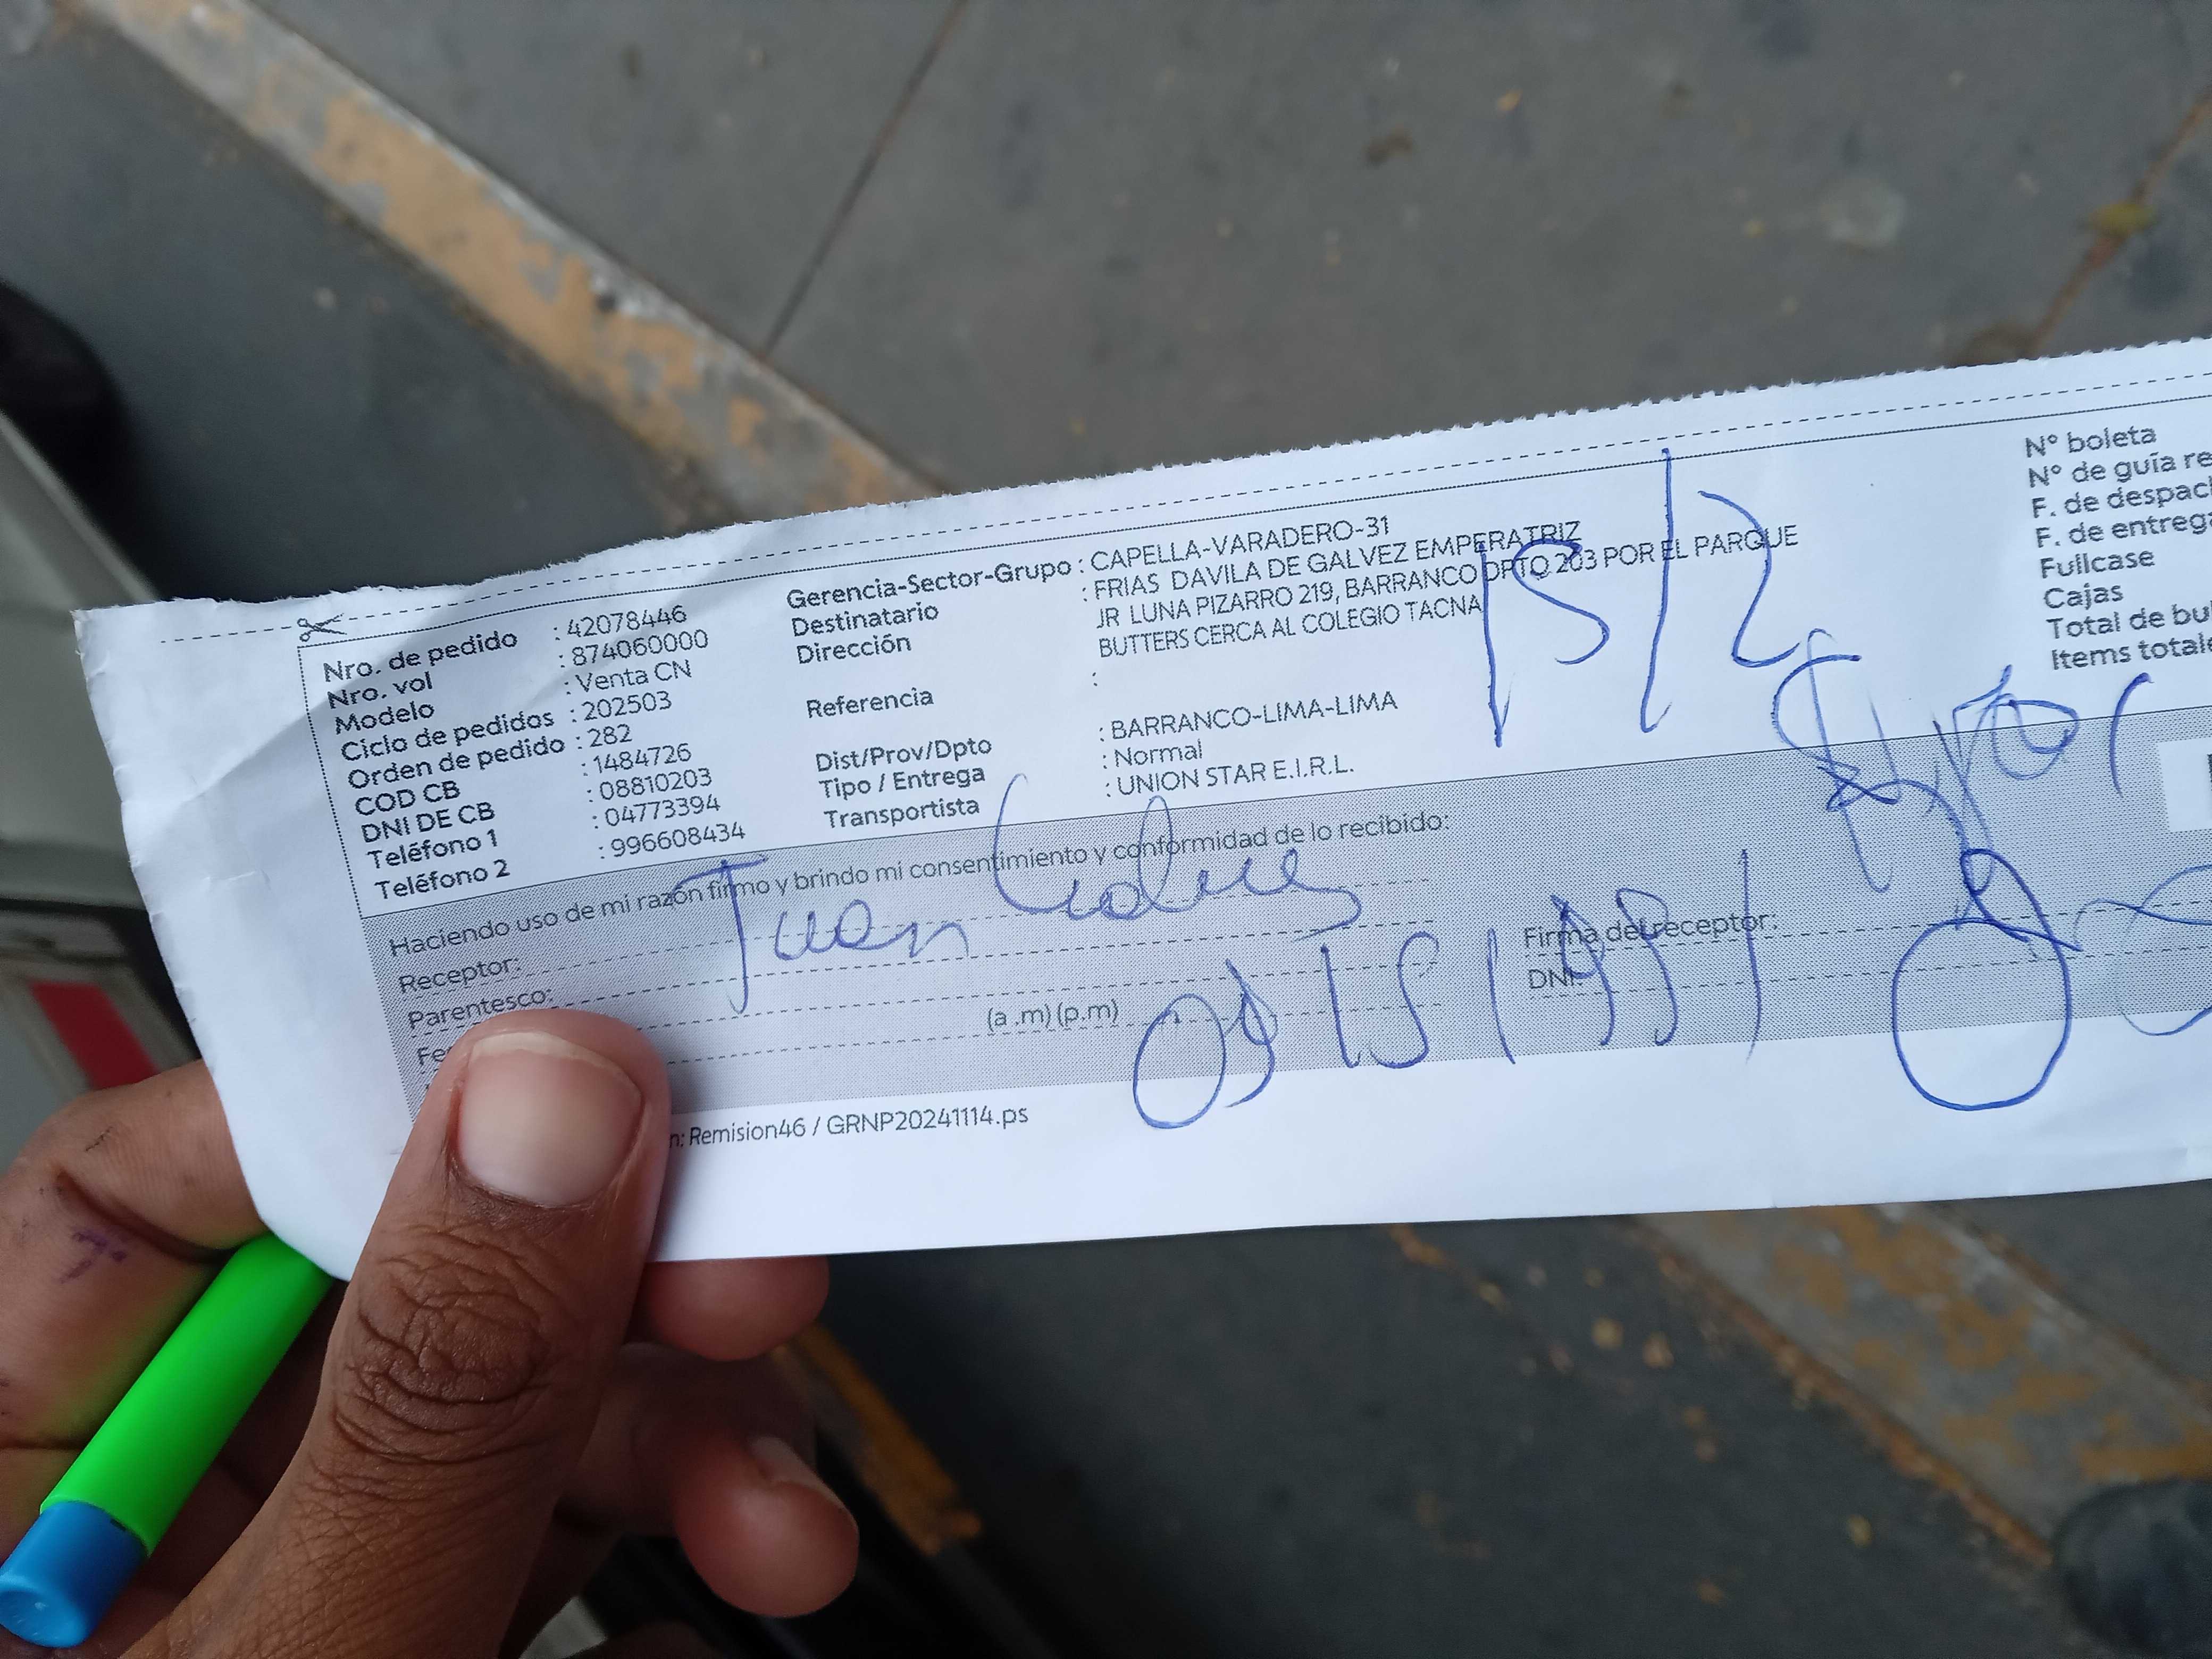 Nro. de pedido : 42078446
Nro. vol : 874060000
Modelo : Venta CN
Ciclo de pedidos : 202503
Orden de pedido : 282
COD CB : 1484726
DNI DE CB : 08810203
Teléfono 1 : 04773394
Teléfono 2 : 996608434
Gerencia-Sector-Grupo : CAPELLA-VARADERO-31
Destinatario : FRIAS DAVILA DE GALVEZ EMPERATRIZ
Dirección JR LUNA PIZARRO 219, BARRANCO DPTO 203 POR EL PARQUE
BUTTERS CERCA AL COLEGIO TACNA
Referencia :
Dist/Prov/Dpto : BARRANCO-LIMA-LIMA
Tipo / Entrega : Normal
Transportista : UNION STAR E.I.R.L.
N° boleta
N° de guía re
F. de despach
F. de entrega
Fullcase
Cajas
Total de bu
Items totale
Haciendo uso de mi razón firmo y brindo mi consentimiento y conformidad de lo recibido:
Receptor: Juan
Parentesco:
Fe
(a .m) (p.m)
Firma del receptor:
DNI:
n: Remision46 / GRNP20241114.ps